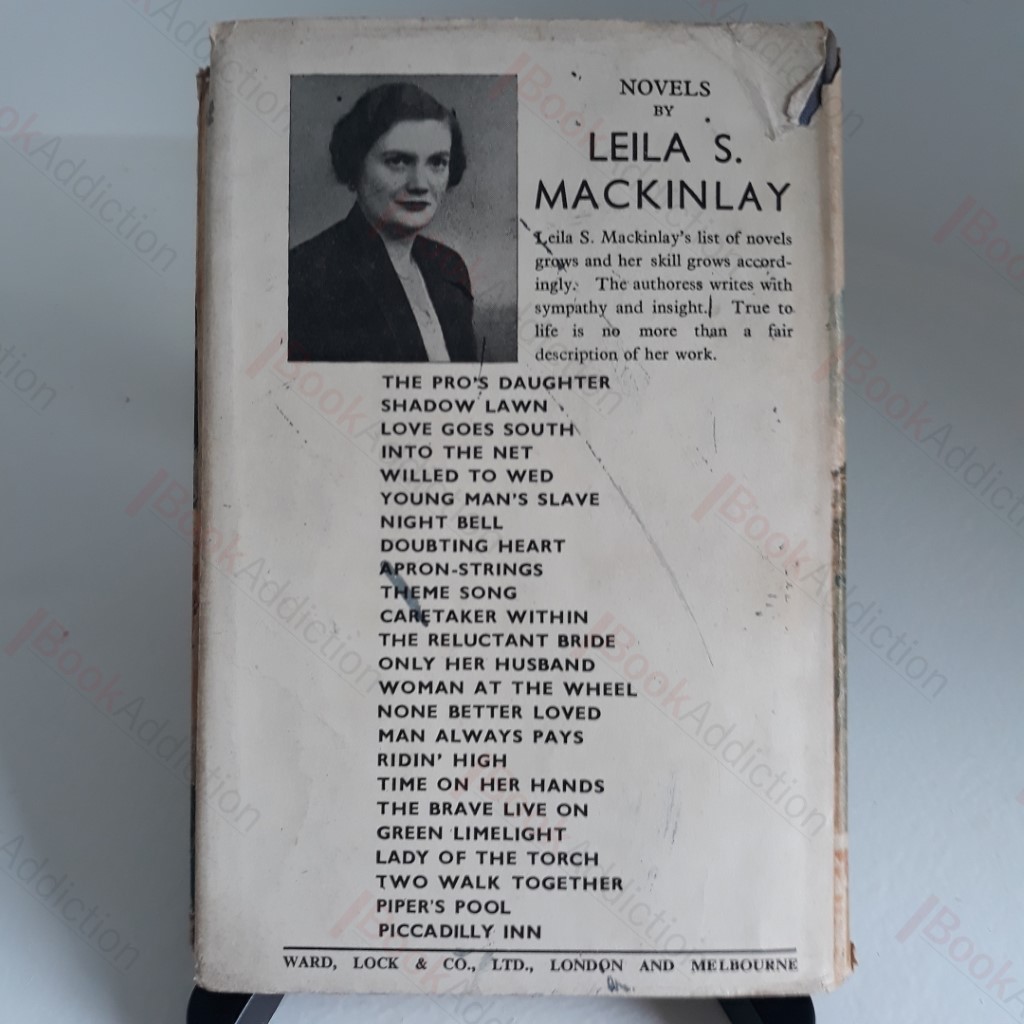 NOVELS
BY
LEILA S.
MACKINLAY
Leila S. Mackinlay's list of novels
grows and her skill grows accord-
ingly. The authoress writes with
sympathy and insight. True to
life is no more than a fair
description of her work.
THE PRO'S DAUGHTER
SHADOW LAWN
LOVE GOES SOUTH
INTO THE NET
WILLED TO WED
YOUNG MAN'S SLAVE
NIGHT BELL
DOUBTING HEART
APRON-STRINGS
THEME SONG
CARETAKER WITHIN
THE RELUCTANT BRIDE
ONLY HER HUSBAND
WOMAN AT THE WHEEL
NONE BETTER LOVED
MAN ALWAYS PAYS
RIDIN' HIGH
TIME ON HER HANDS
THE BRAVE LIVE ON
GREEN LIMELIGHT
LADY OF THE TORCH
TWO WALK TOGETHER
PIPER'S POOL
PICCADILLY INN
WARD, LOCK & CO., LTD., LONDON AND MELBOURNE
BookAddiction